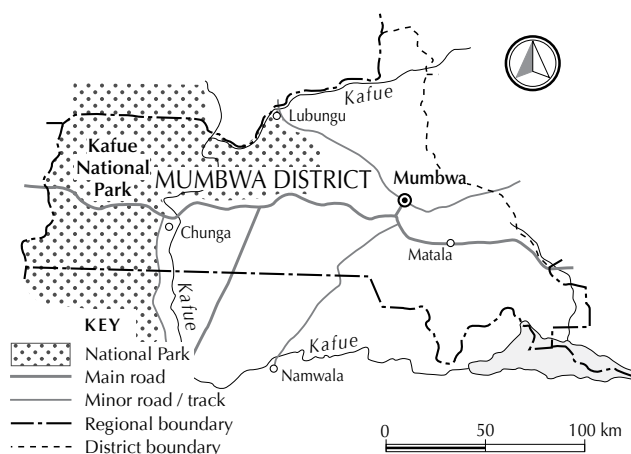 Kafue
Lubungu
Kafue
National
Park
MUMBWA DISTRICT
Mumbwa
Chunga
Matala
Kafue
KEY
National Park
Main road
Minor road / track
Regional boundary
District boundary
Kafue
Namwala
0 50 100 km